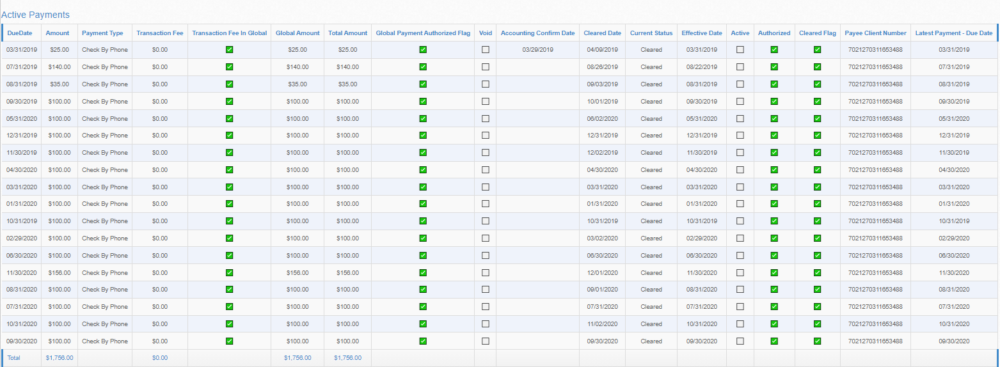 Active Payments
DueDate Amount Payment Type Transaction Fee Transaction Fee In Global Global Amount Total Amount Global Payment Authorized Flag Void Accounting Confirm Date Cleared Date Current Status Effective Date Active Authorized Cleared Flag Payee Client Number Latest Payment - Due Date
03/31/2019 $25.00 Check By Phone $0.00 $25.00 $25.00 03/29/2019 04/09/2019 Cleared 03/31/2019 7021270311653488 03/31/2019
07/31/2019 $140.00 Check By Phone $0.00 $140.00 $140.00 08/26/2019 Cleared 08/22/2019 7021270311653488 07/31/2019
08/31/2019 $35.00 Check By Phone $0.00 $35.00 $35.00 09/03/2019 Cleared 08/31/2019 7021270311653488 08/31/2019
09/30/2019 $100.00 Check By Phone $0.00 $100.00 $100.00 10/01/2019 Cleared 09/30/2019 7021270311653488 09/30/2019
05/31/2020 $100.00 Check By Phone $0.00 $100.00 $100.00 06/02/2020 Cleared 05/31/2020 7021270311653488 05/31/2020
12/31/2019 $100.00 Check By Phone $0.00 $100.00 $100.00 12/31/2019 Cleared 12/31/2019 7021270311653488 12/31/2019
11/30/2019 $100.00 Check By Phone $0.00 $100.00 $100.00 12/02/2019 Cleared 11/30/2019 7021270311653488 11/30/2019
04/30/2020 $100.00 Check By Phone $0.00 $100.00 $100.00 04/30/2020 Cleared 04/30/2020 7021270311653488 04/30/2020
03/31/2020 $100.00 Check By Phone $0.00 $100.00 $100.00 03/31/2020 Cleared 03/31/2020 7021270311653488 03/31/2020
01/31/2020 $100.00 Check By Phone $0.00 $100.00 $100.00 01/31/2020 Cleared 01/31/2020 7021270311653488 01/31/2020
10/31/2019 $100.00 Check By Phone $0.00 $100.00 $100.00 10/31/2019 Cleared 10/31/2019 7021270311653488 10/31/2019
02/29/2020 $100.00 Check By Phone $0.00 $100.00 $100.00 03/02/2020 Cleared 02/29/2020 7021270311653488 02/29/2020
06/30/2020 $100.00 Check By Phone $0.00 $100.00 $100.00 06/30/2020 Cleared 06/30/2020 7021270311653488 06/30/2020
11/30/2020 $156.00 Check By Phone $0.00 $156.00 $156.00 12/01/2020 Cleared 11/30/2020 7021270311653488 11/30/2020
08/31/2020 $100.00 Check By Phone $0.00 $100.00 $100.00 09/01/2020 Cleared 08/31/2020 7021270311653488 08/31/2020
07/31/2020 $100.00 Check By Phone $0.00 $100.00 $100.00 07/31/2020 Cleared 07/31/2020 7021270311653488 07/31/2020
10/31/2020 $100.00 Check By Phone $0.00 $100.00 $100.00 11/02/2020 Cleared 10/31/2020 7021270311653488 10/31/2020
09/30/2020 $100.00 Check By Phone $0.00 $100.00 $100.00 09/30/2020 Cleared 09/30/2020 7021270311653488 09/30/2020
Total $1,756.00 $0.00 $1,756.00 $1,756.00